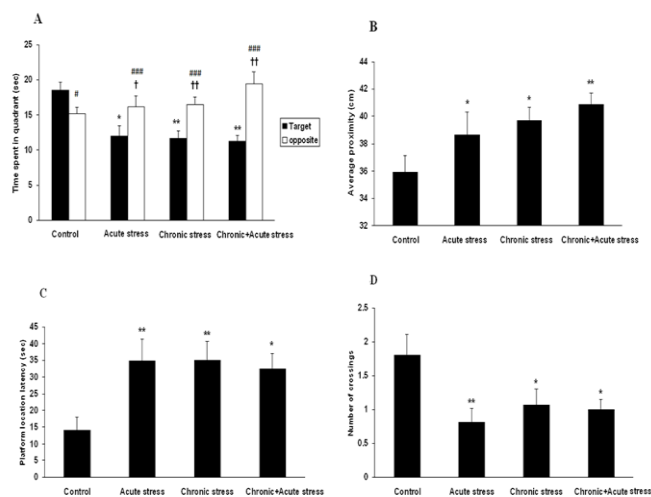 A
Time spent in quadrant (sec)
25
20
15
10
5
0
#
*
###
†
**
###
††
**
###
††
Target
opposite
Control
Acute stress
Chronic stress
Chronic+Acute stress
B
Average proximity (cm)
44
42
40
38
36
34
32
*
*
**
Control
Acute stress
Chronic stress
Chronic+Acute stress
C
Platform location latency (sec)
45
40
35
30
25
20
15
10
5
0
**
**
*
Control
Acute stress
Chronic stress
Chronic+Acute stress
D
Number of crossings
2.5
2
1.5
1
0.5
0
**
*
*
Control
Acute stress
Chronic stress
Chronic+Acute stress